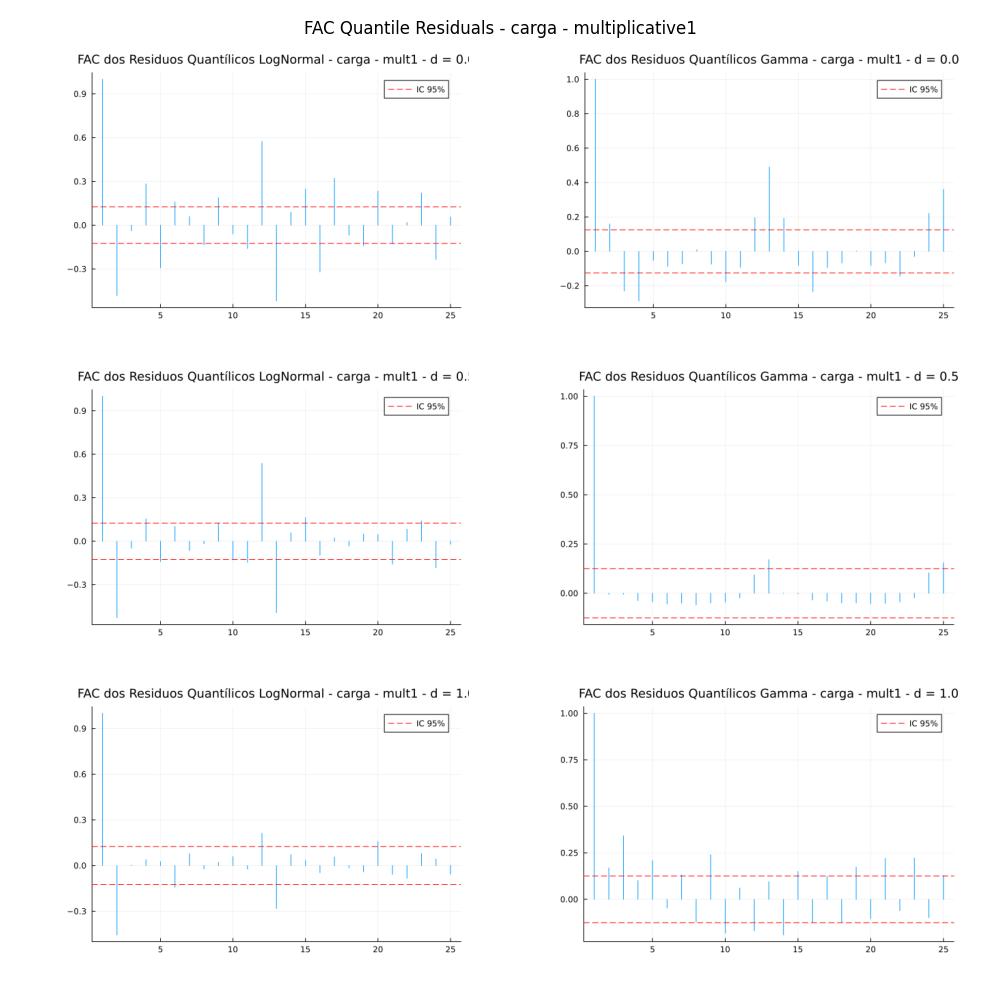 FAC Quantile Residuals - carga - multiplicative1
FAC dos Residuos Quantílicos LogNormal - carga - mult1 - d = 0.
IC 95%
0.9
0.6
0.3
0.0
−0.3
5 10 15 20 25
FAC dos Residuos Quantílicos Gamma - carga - mult1 - d = 0.0
IC 95%
1.0
0.8
0.6
0.4
0.2
0.0
−0.2
5 10 15 20 25
FAC dos Residuos Quantílicos LogNormal - carga - mult1 - d = 0.
IC 95%
0.9
0.6
0.3
0.0
−0.3
5 10 15 20 25
FAC dos Residuos Quantílicos Gamma - carga - mult1 - d = 0.5
IC 95%
1.00
0.75
0.50
0.25
0.00
5 10 15 20 25
FAC dos Residuos Quantílicos LogNormal - carga - mult1 - d = 1.
IC 95%
0.9
0.6
0.3
0.0
−0.3
5 10 15 20 25
FAC dos Residuos Quantílicos Gamma - carga - mult1 - d = 1.0
IC 95%
1.00
0.75
0.50
0.25
0.00
5 10 15 20 25